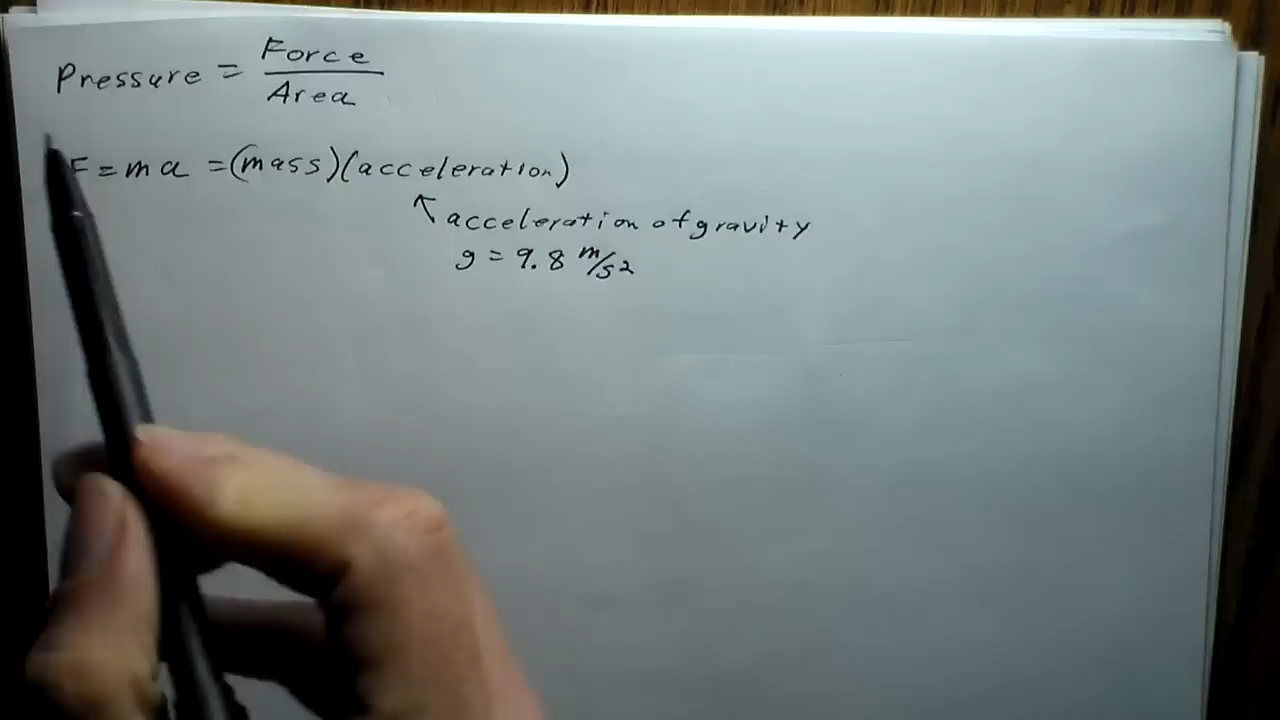 Pressure = Force / Area
F = ma = (mass)(acceleration)
↖ acceleration of gravity
g = 9.8 m/s2